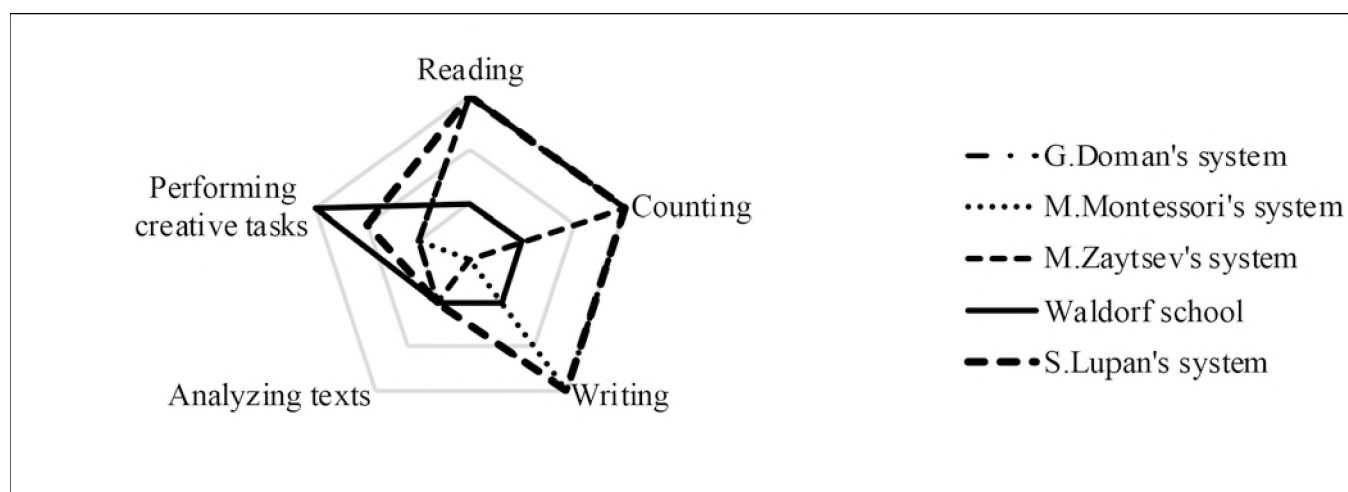 Reading
Performing
creative tasks
Counting
Analyzing texts
Writing
G.Doman's system
M.Montessori's system
M.Zaytsev's system
Waldorf school
S.Lupan's system